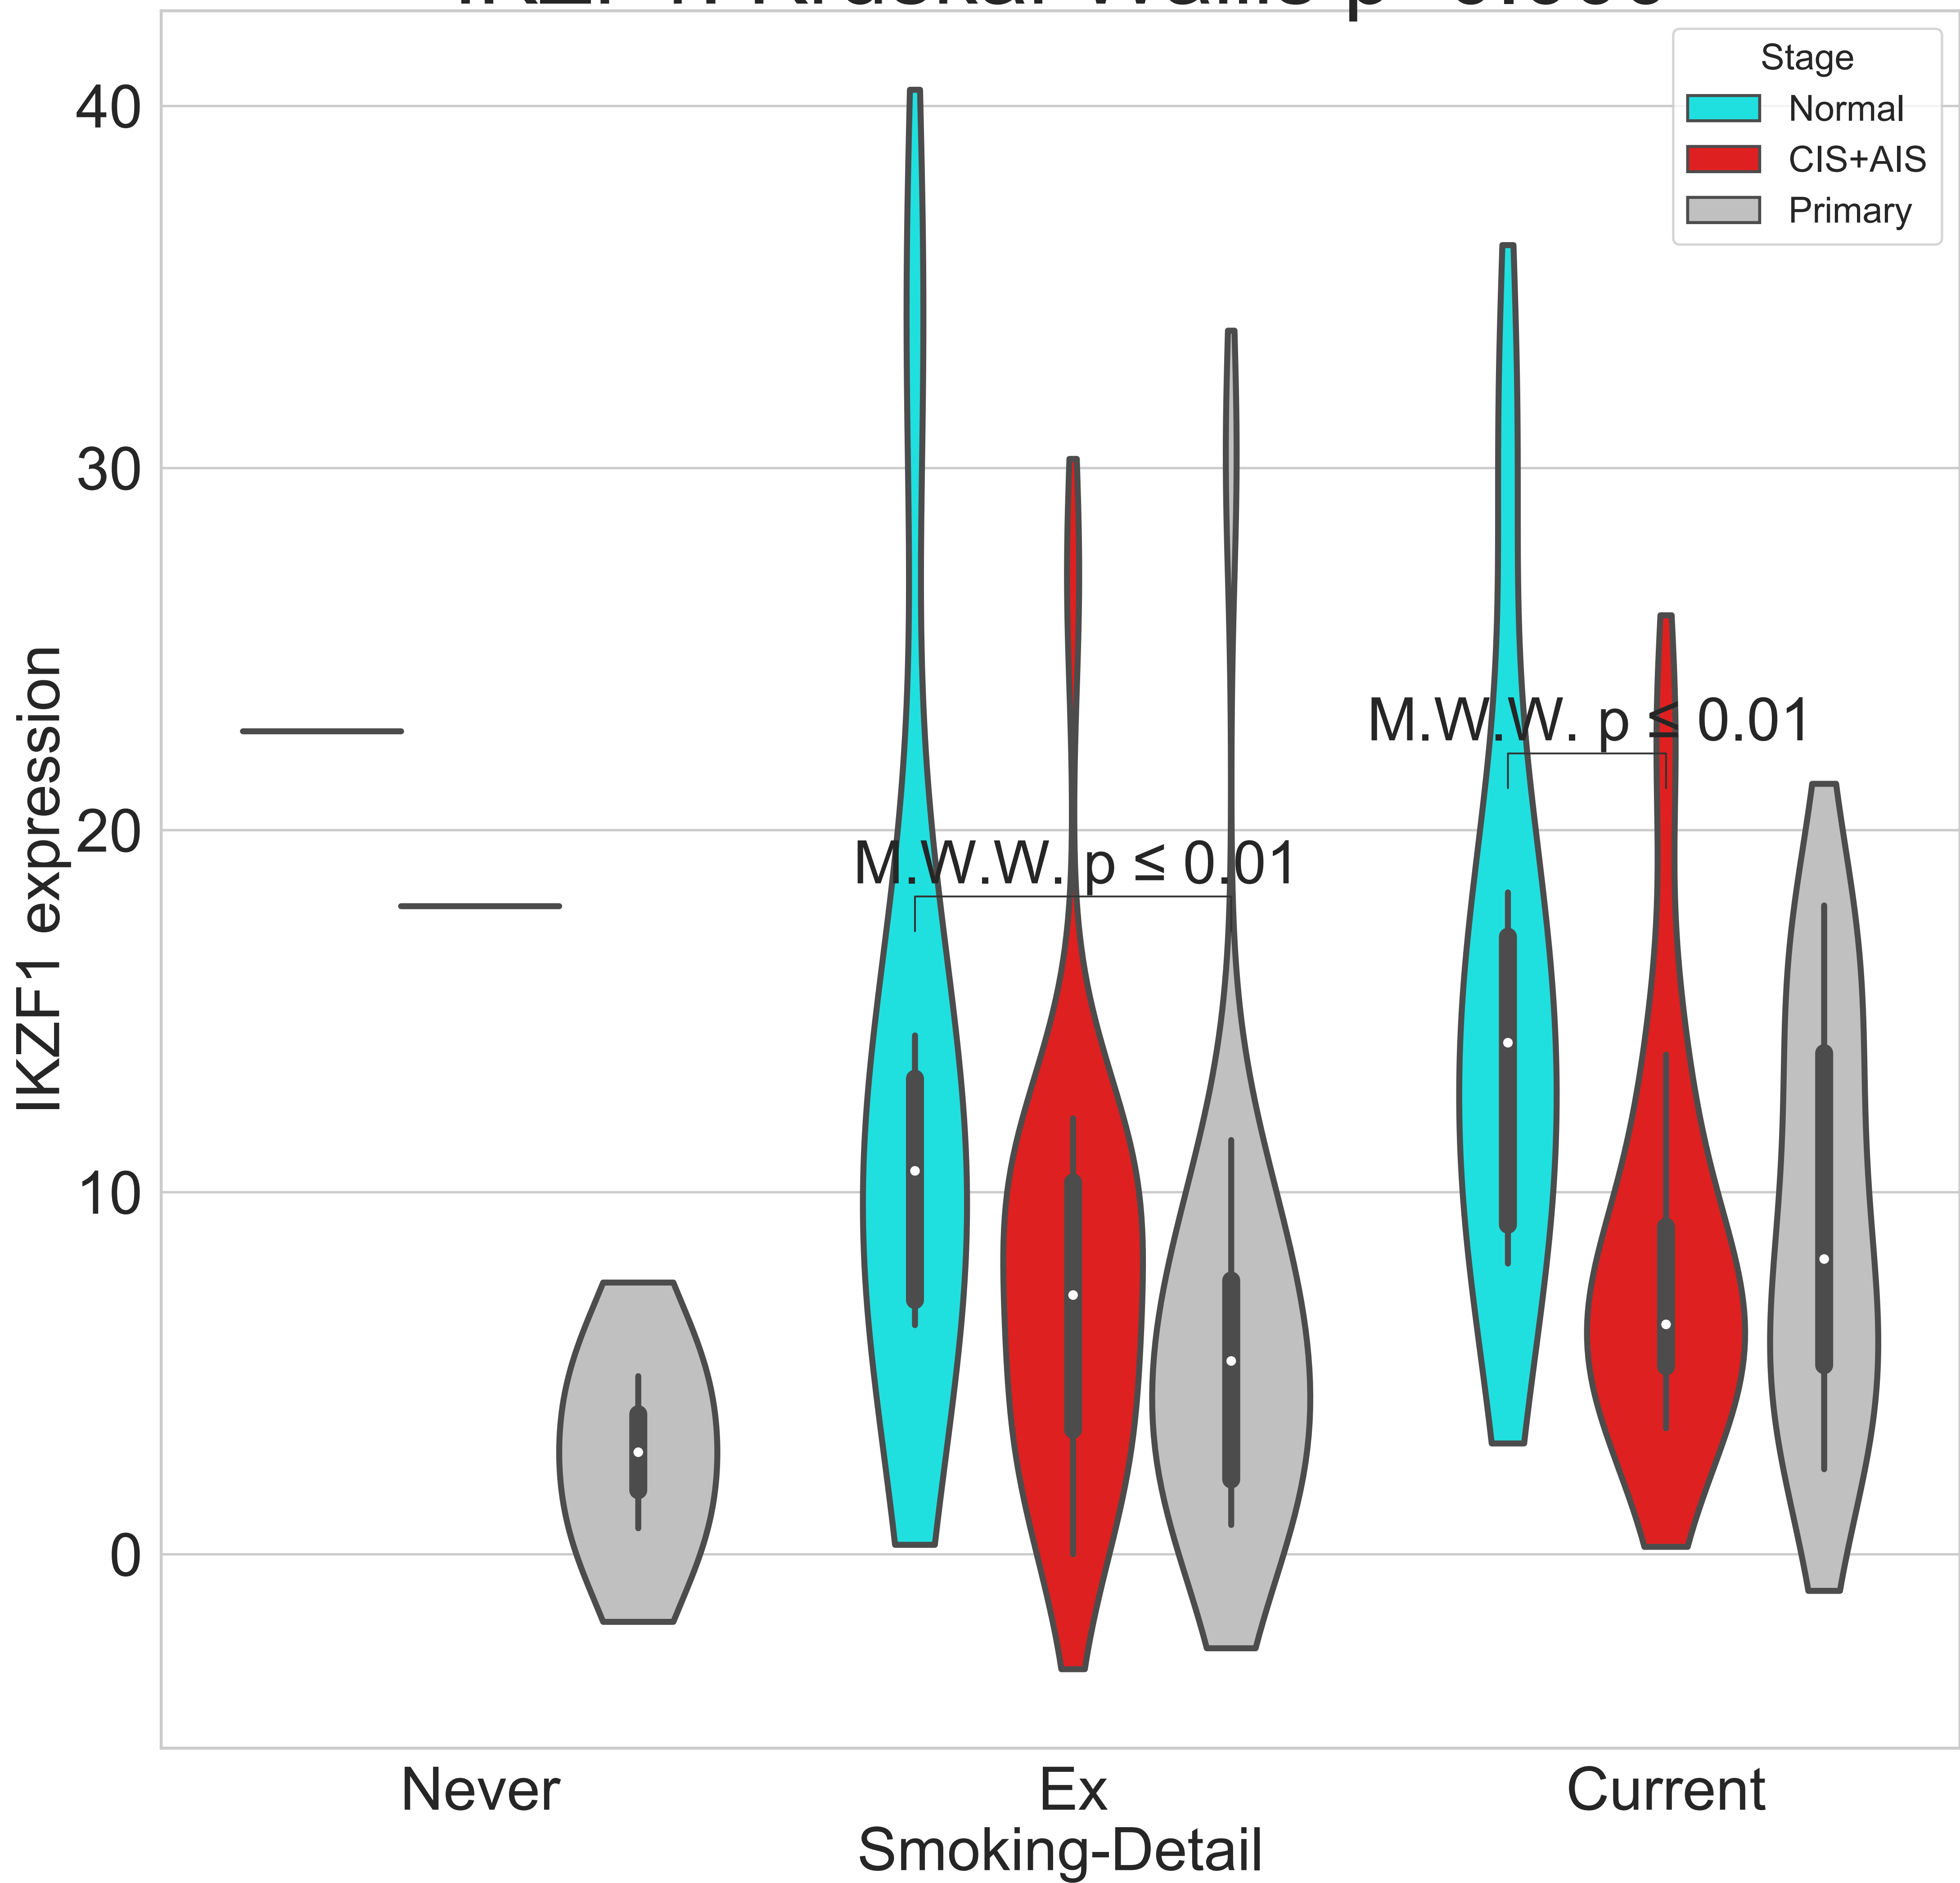 40
30
20
10
0
IKZF1 expression
Stage
Normal
CIS+AIS
Primary
M.W.W. p ≤ 0.01
M.W.W. p ≤ 0.01
Never
Ex
Current
Smoking-Detail